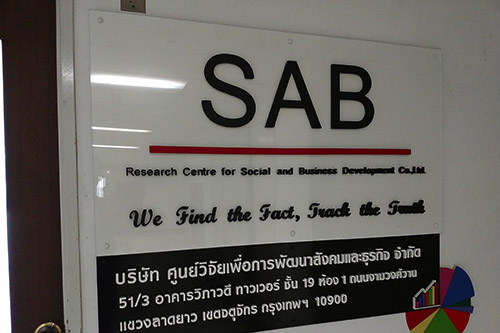 SAB
Research Centre for Social and Business Development Co.,Ltd.
We Find the Fact, Track the Truth
บริษัท ศูนย์วิจัยเพื่อการพัฒนาสังคมและธุรกิจ จำกัด
51/3 อาคารวิภาวดี ทาวเวอร์ ชั้น 19 ห้อง 1 ถนนงามวงศ์วาน
แขวงลาดยาว เขตจตุจักร กรุงเทพฯ 10900